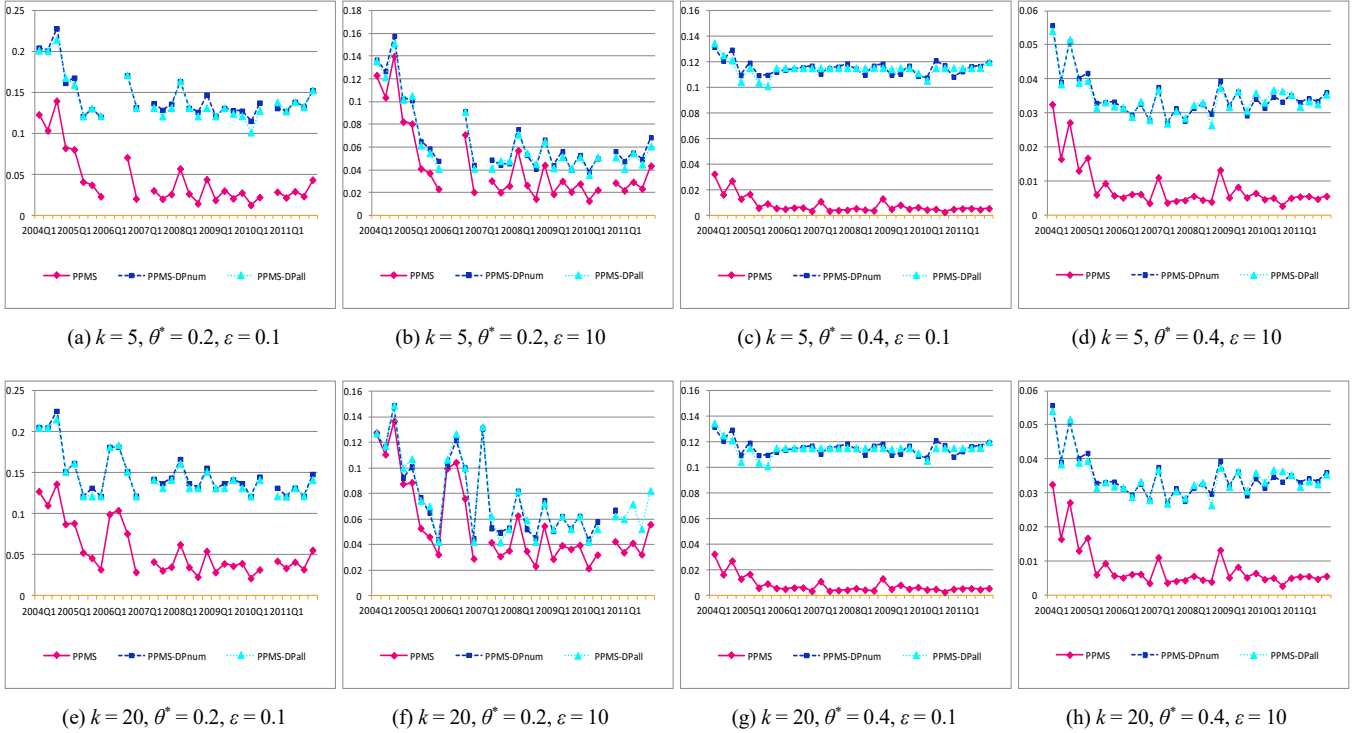 0.25
0.2
0.15
0.1
0.05
0
2004Q1 2005Q1 2006Q1 2007Q1 2008Q1 2009Q1 2010Q1 2011Q1
PPMS PPMS-DPnum PPMS-DPall
(a) k = 5, θ* = 0.2, ε = 0.1
0.18
0.16
0.14
0.12
0.1
0.08
0.06
0.04
0.02
0
2004Q1 2005Q1 2006Q1 2007Q1 2008Q1 2009Q1 2010Q1 2011Q1
PPMS PPMS-DPnum PPMS-DPall
(b) k = 5, θ* = 0.2, ε = 10
0.16
0.14
0.12
0.1
0.08
0.06
0.04
0.02
0
2004Q1 2005Q1 2006Q1 2007Q1 2008Q1 2009Q1 2010Q1 2011Q1
PPMS PPMS-DPnum PPMS-DPall
(c) k = 5, θ* = 0.4, ε = 0.1
0.06
0.05
0.04
0.03
0.02
0.01
0
2004Q1 2005Q1 2006Q1 2007Q1 2008Q1 2009Q1 2010Q1 2011Q1
PPMS PPMS-DPnum PPMS-DPall
(d) k = 5, θ* = 0.4, ε = 10
0.25
0.2
0.15
0.1
0.05
0
2004Q1 2005Q1 2006Q1 2007Q1 2008Q1 2009Q1 2010Q1 2011Q1
PPMS PPMS-DPnum PPMS-DPall
(e) k = 20, θ* = 0.2, ε = 0.1
0.16
0.14
0.12
0.1
0.08
0.06
0.04
0.02
0
2004Q1 2005Q1 2006Q1 2007Q1 2008Q1 2009Q1 2010Q1 2011Q1
PPMS PPMS-DPnum PPMS-DPall
(f) k = 20, θ* = 0.2, ε = 10
0.16
0.14
0.12
0.1
0.08
0.06
0.04
0.02
0
2004Q1 2005Q1 2006Q1 2007Q1 2008Q1 2009Q1 2010Q1 2011Q1
PPMS PPMS-DPnum PPMS-DPall
(g) k = 20, θ* = 0.4, ε = 0.1
0.06
0.05
0.04
0.03
0.02
0.01
0
2004Q1 2005Q1 2006Q1 2007Q1 2008Q1 2009Q1 2010Q1 2011Q1
PPMS PPMS-DPnum PPMS-DPall
(h) k = 20, θ* = 0.4, ε = 10